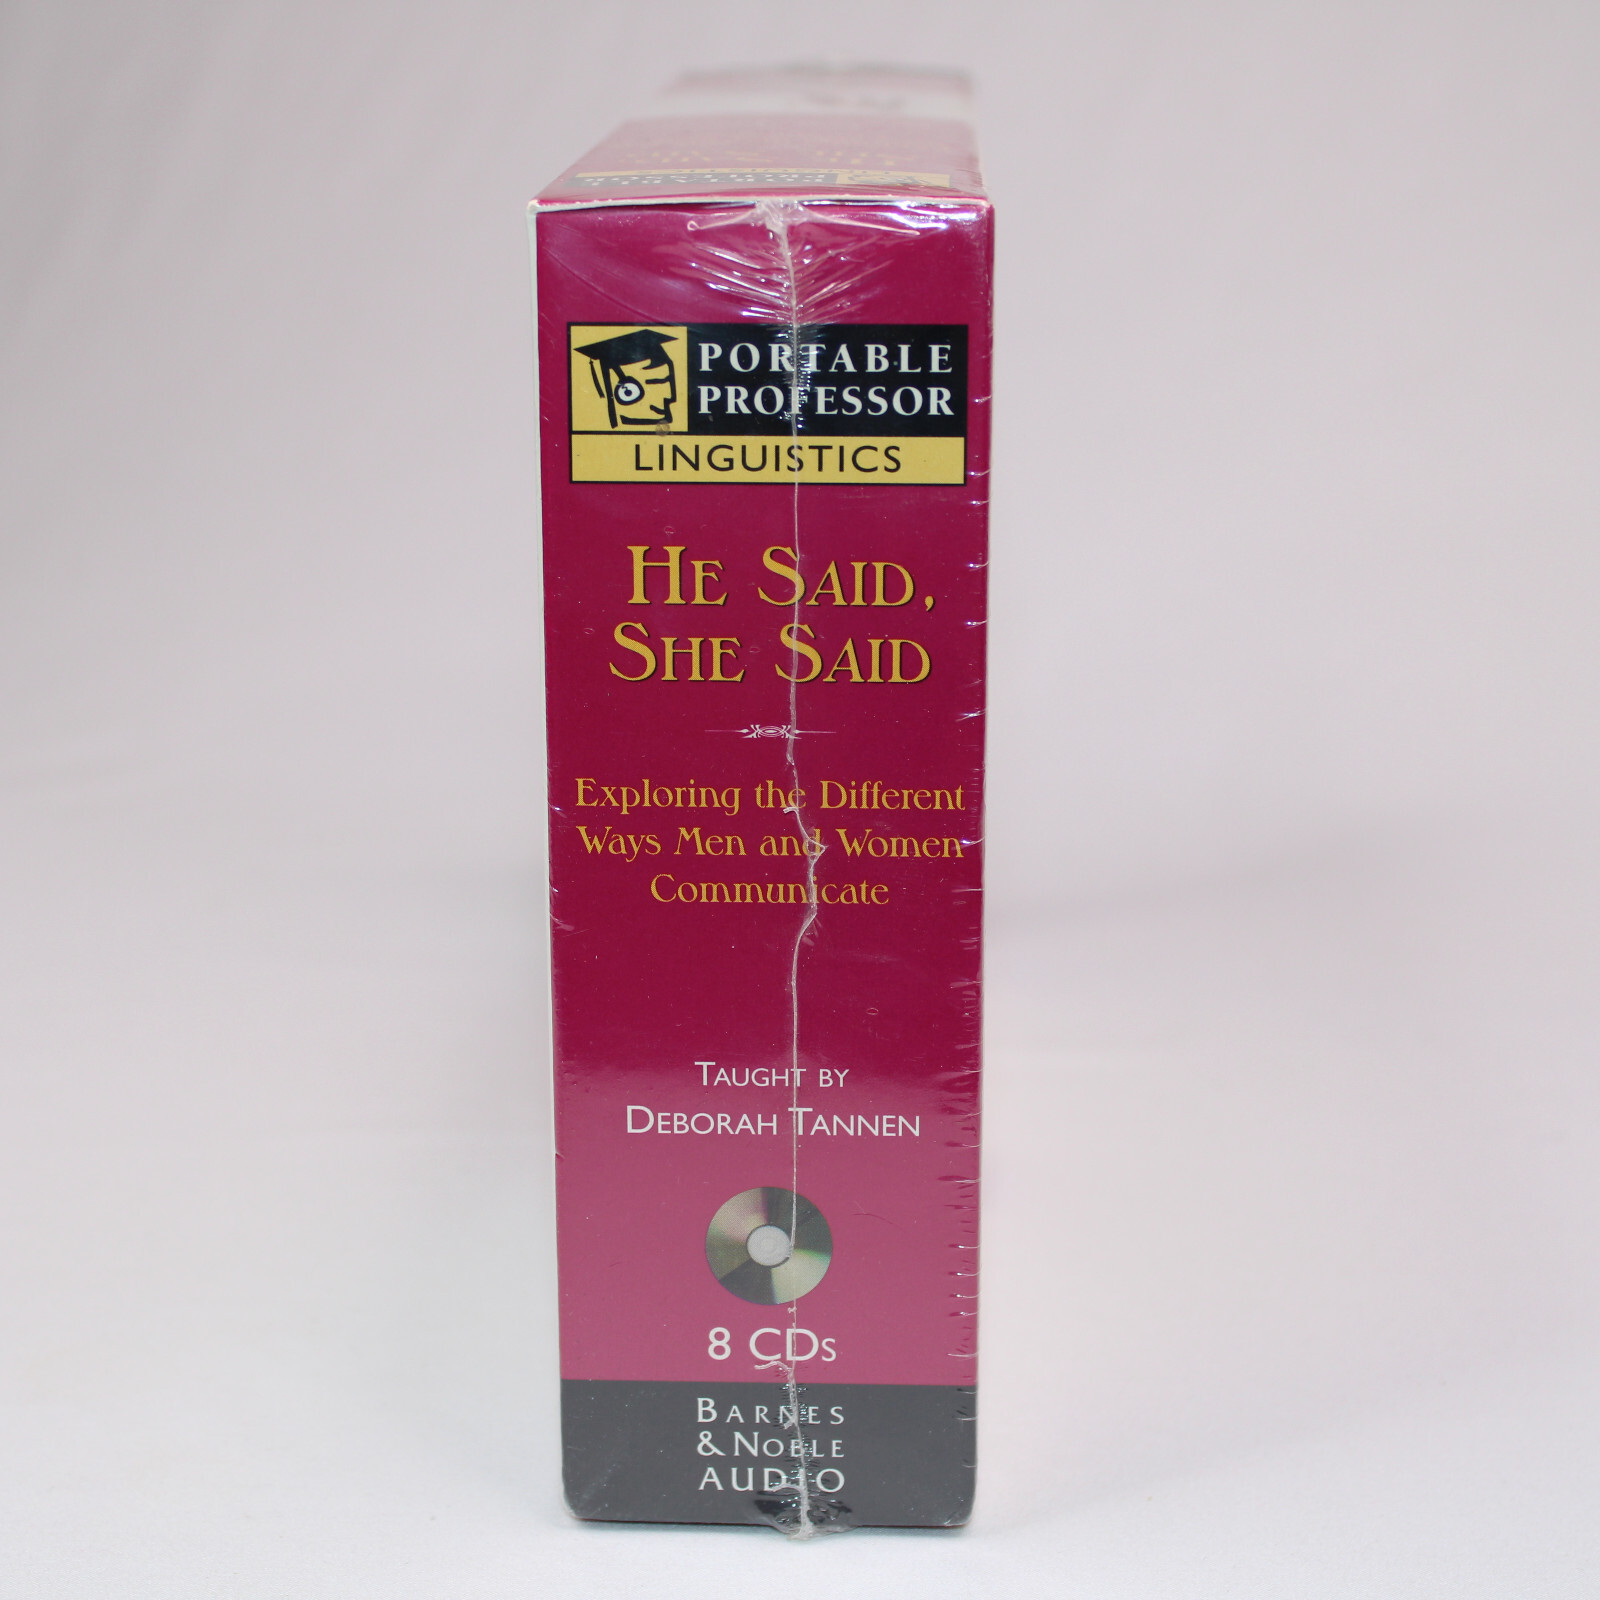 PORTABLE
PROFESSOR
LINGUISTICS
HE SAID,
SHE SAID
Exploring the Different
Ways Men and Women
Communicate
TAUGHT BY
DEBORAH TANNEN
8 CDs
BARNES
& NOBLE
AUDIO